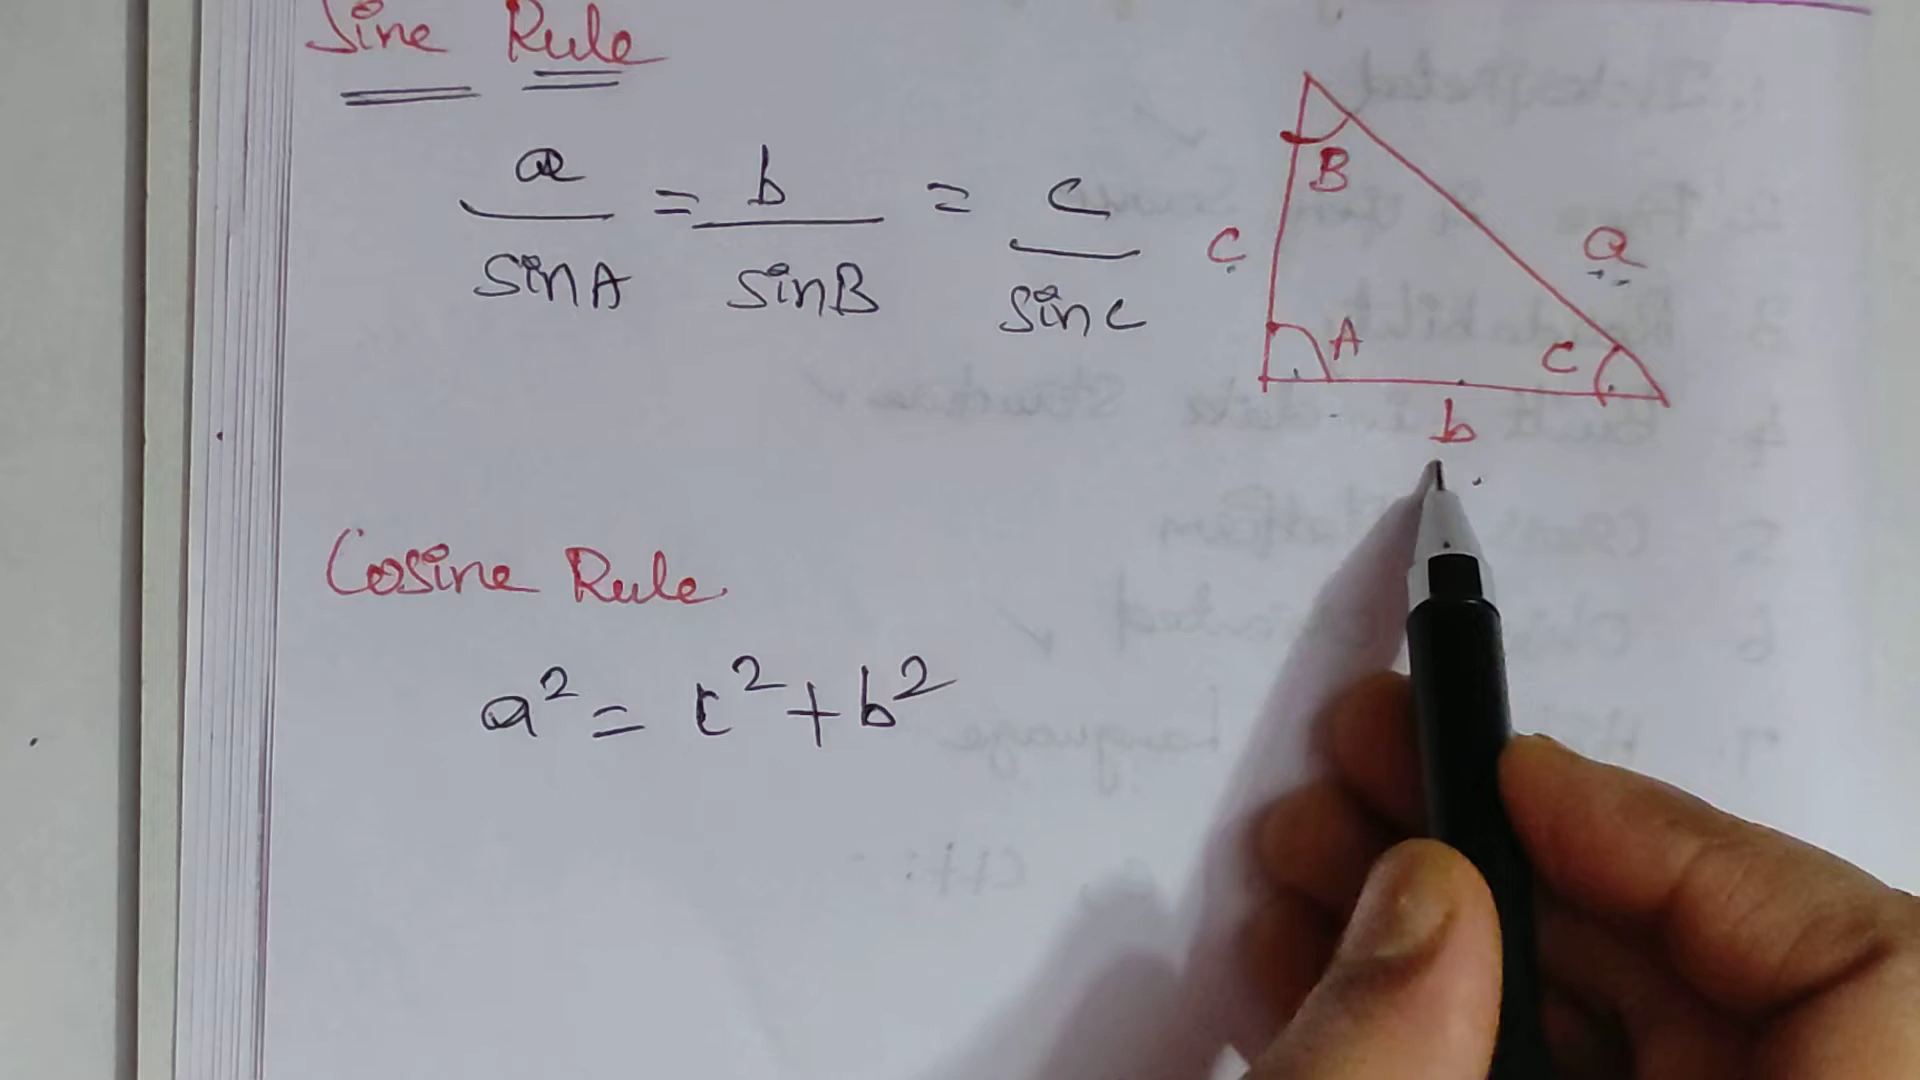 Sine Rule
a/sinA = b/sinB = c/sinC
B
c
a
A
C
b
Cosine Rule
a² = c² + b²